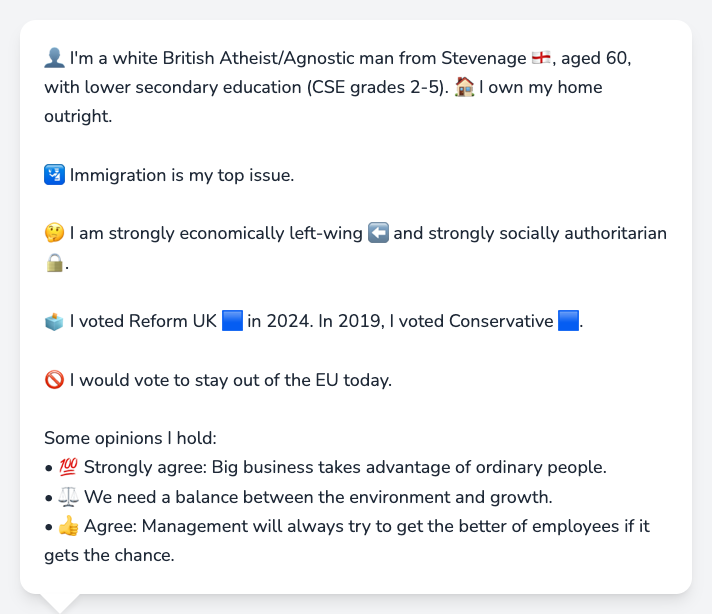 👤 I'm a white British Atheist/Agnostic man from Stevenage 🏴󠁧󠁢󠁥󠁮󠁧󠁿, aged 60,
with lower secondary education (CSE grades 2-5). 🏠 I own my home
outright.
🛂 Immigration is my top issue.
🤔 I am strongly economically left-wing ⬅️ and strongly socially authoritarian
🔒.
🗳️ I voted Reform UK 🟦 in 2024. In 2019, I voted Conservative 🟦.
🚫 I would vote to stay out of the EU today.
Some opinions I hold:
• 💯 Strongly agree: Big business takes advantage of ordinary people.
• ⚖️ We need a balance between the environment and growth.
• 👍 Agree: Management will always try to get the better of employees if it
gets the chance.